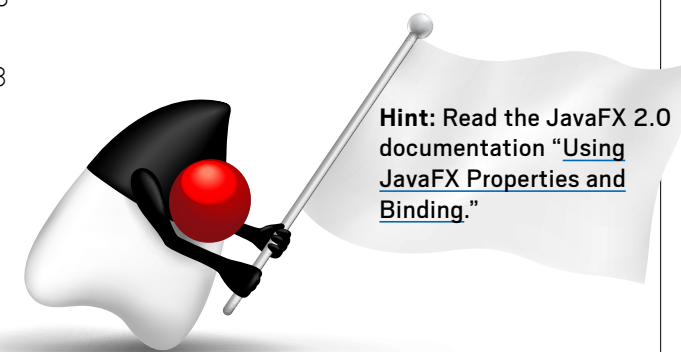 Hint: Read the JavaFX 2.0
documentation “Using
JavaFX Properties and
Binding.”